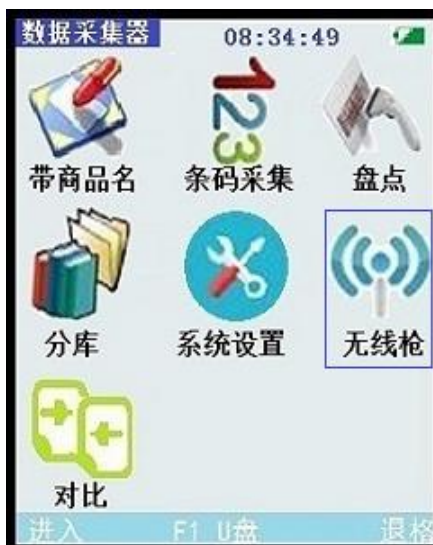 数据采集器 08:34:49
带商品名 条码采集 盘点
分库 系统设置 无线枪
对比
进入 F1 U盘 退格